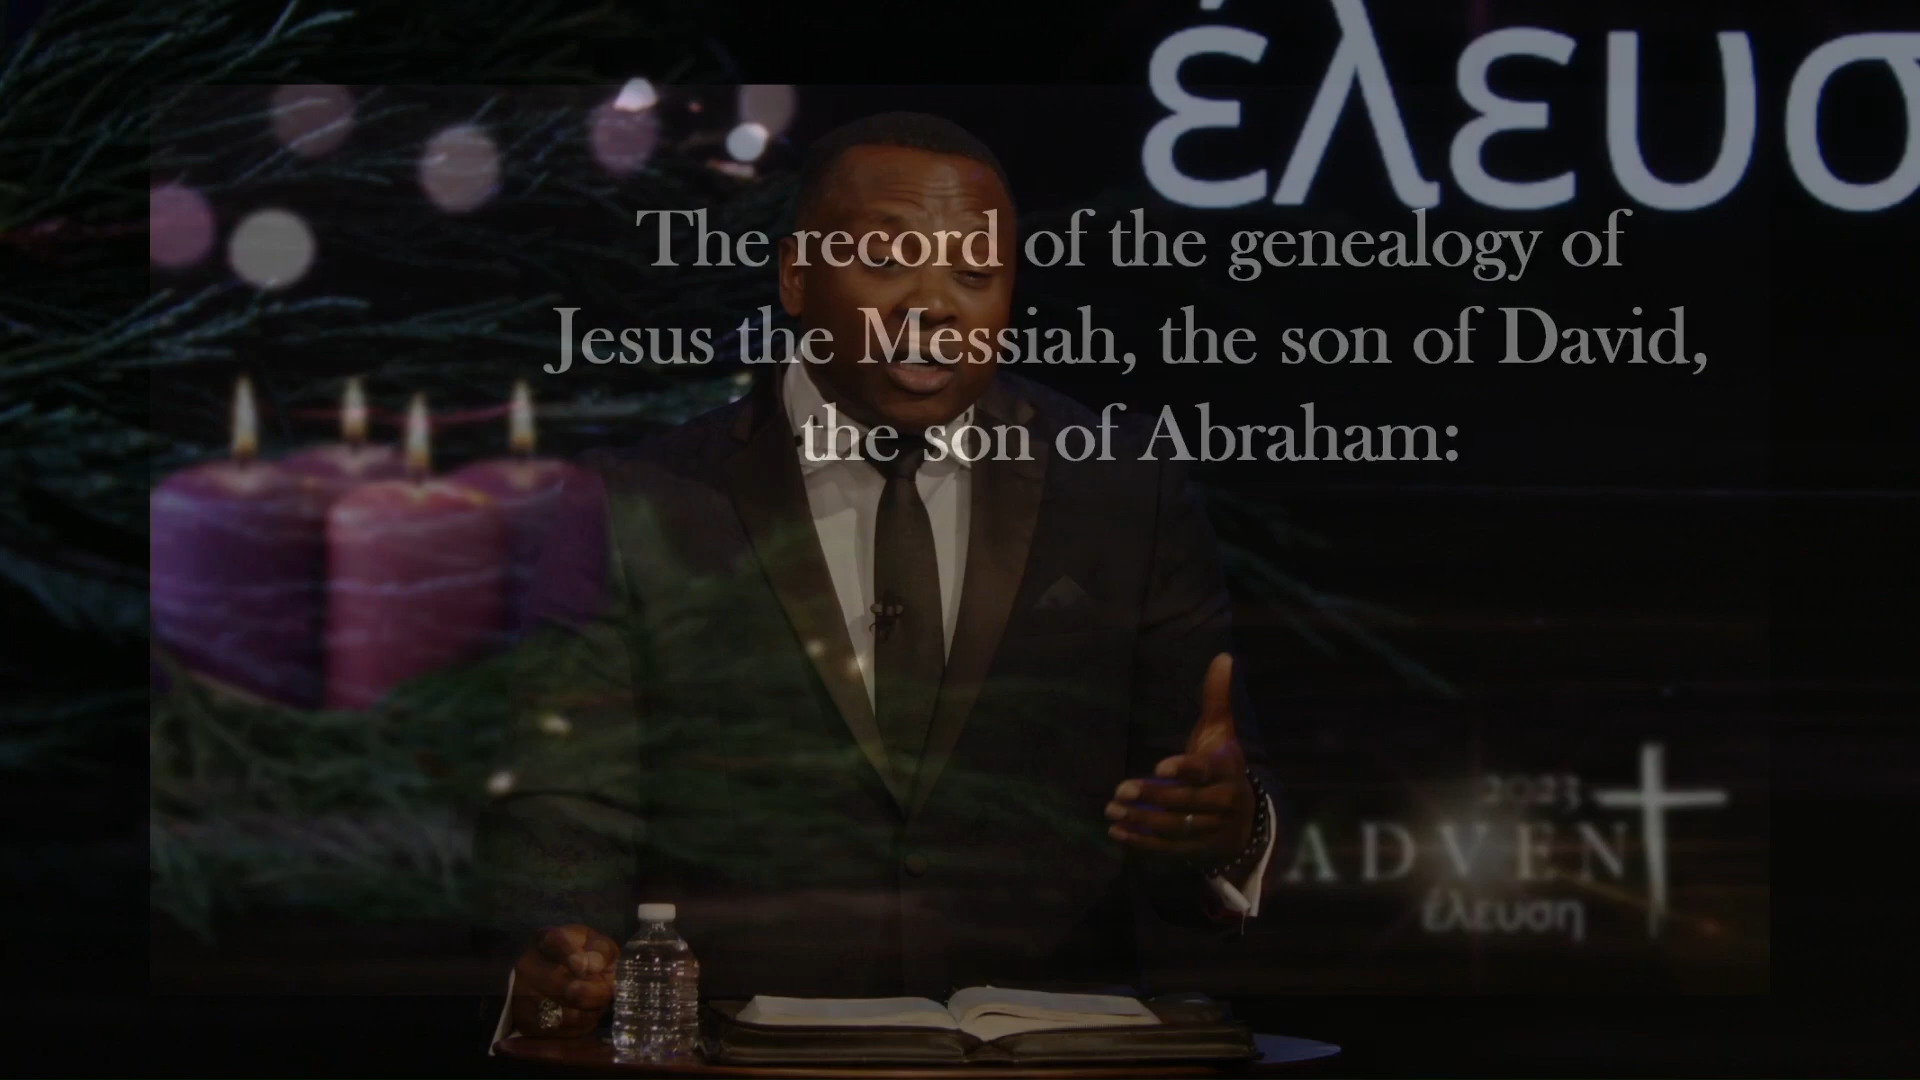 έλευσ
The record of the genealogy of
Jesus the Messiah, the son of David,
the son of Abraham:
2023
ADVENT
έλευση